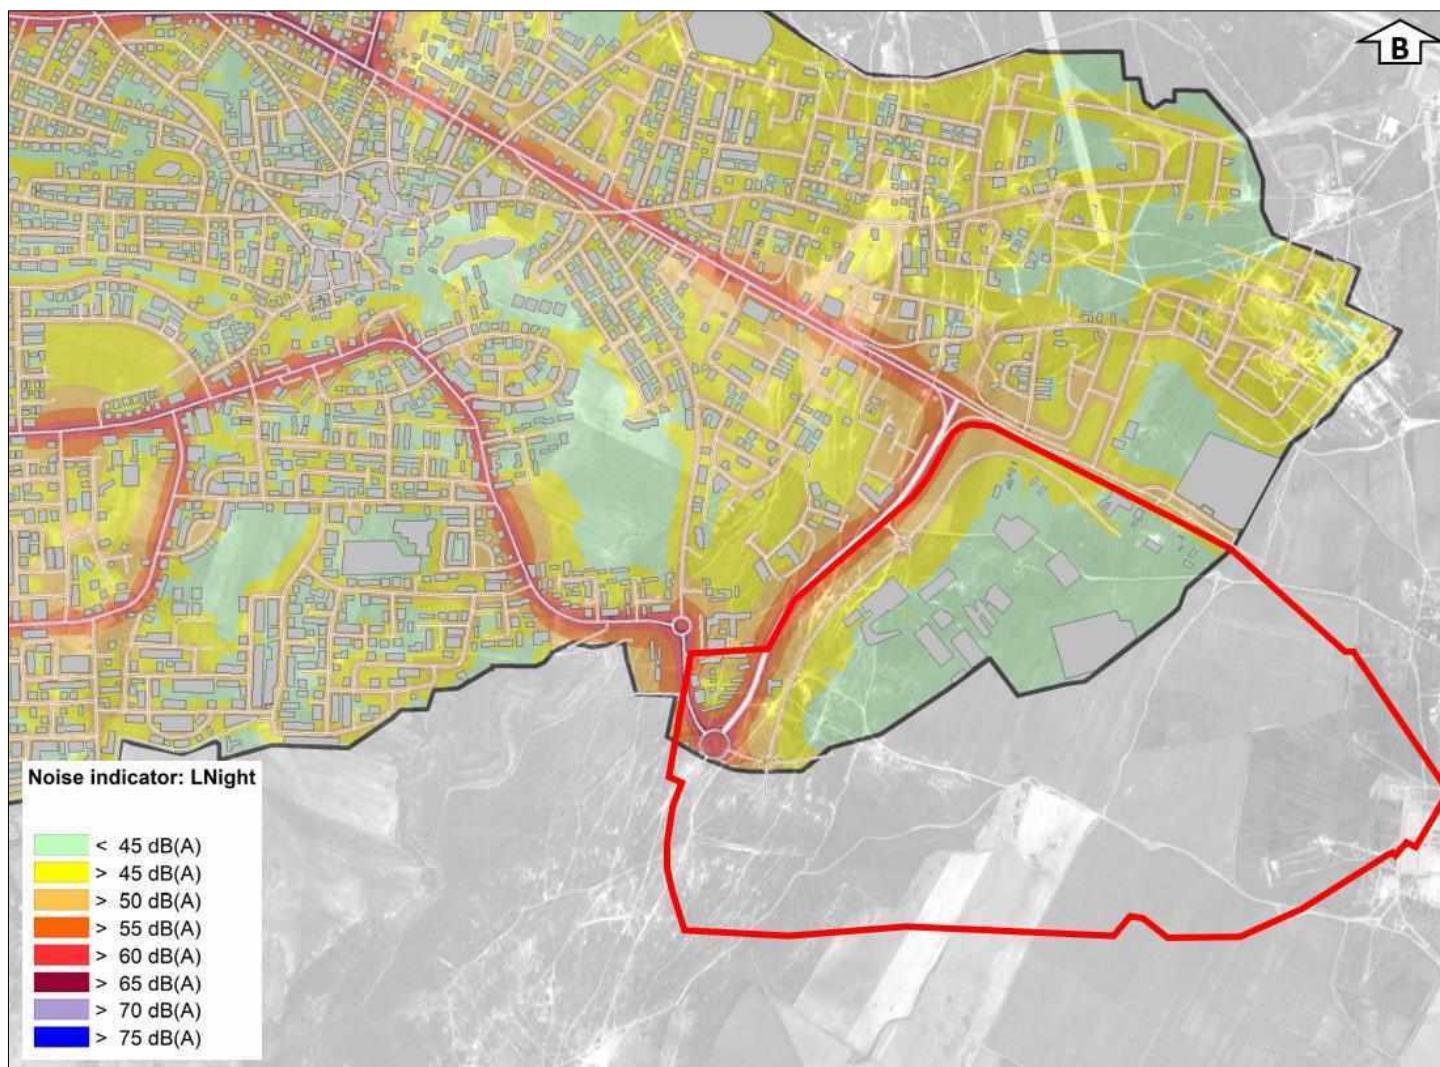 B
Noise indicator: LNight
< 45 dB(A)
> 45 dB(A)
> 50 dB(A)
> 55 dB(A)
> 60 dB(A)
> 65 dB(A)
> 70 dB(A)
> 75 dB(A)